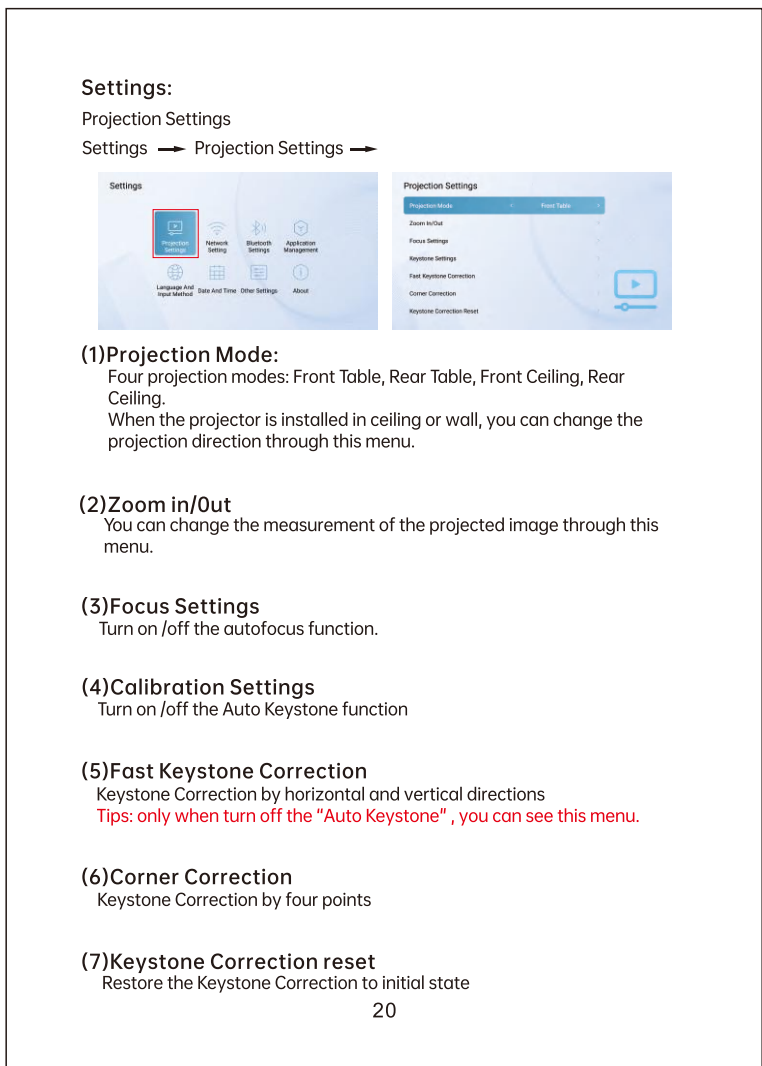 Settings:
Projection Settings
Settings → Projection Settings →
Settings
Projection
Settings
Network
Setting
Bluetooth
Settings
Application
Management
Language And
Input Method
Date And Time
Other Settings
About
Projection Settings
Projection Mode
Front Table
Zoom In/Out
Focus Settings
Keystone Settings
Fast Keystone Correction
Corner Correction
Keystone Correction Reset
(1)Projection Mode:
Four projection modes: Front Table, Rear Table, Front Ceiling, Rear
Ceiling.
When the projector is installed in ceiling or wall, you can change the
projection direction through this menu.
(2)Zoom in/0ut
You can change the measurement of the projected image through this
menu.
(3)Focus Settings
Turn on /off the autofocus function.
(4)Calibration Settings
Turn on /off the Auto Keystone function
(5)Fast Keystone Correction
Keystone Correction by horizontal and vertical directions
Tips: only when turn off the “Auto Keystone” , you can see this menu.
(6)Corner Correction
Keystone Correction by four points
(7)Keystone Correction reset
Restore the Keystone Correction to initial state
20